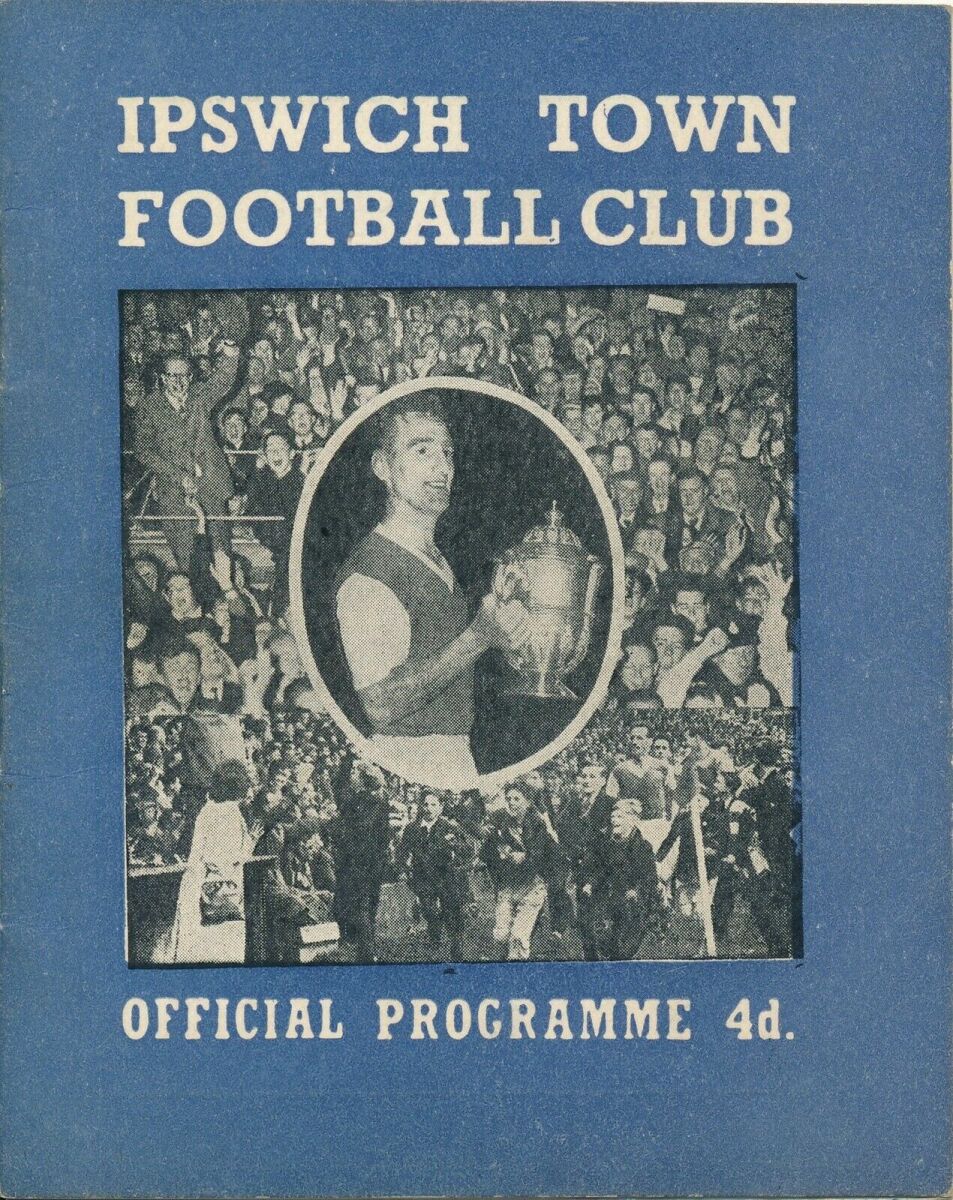 IPSWICH TOWN
FOOTBALL CLUB
OFFICIAL PROGRAMME 4d.